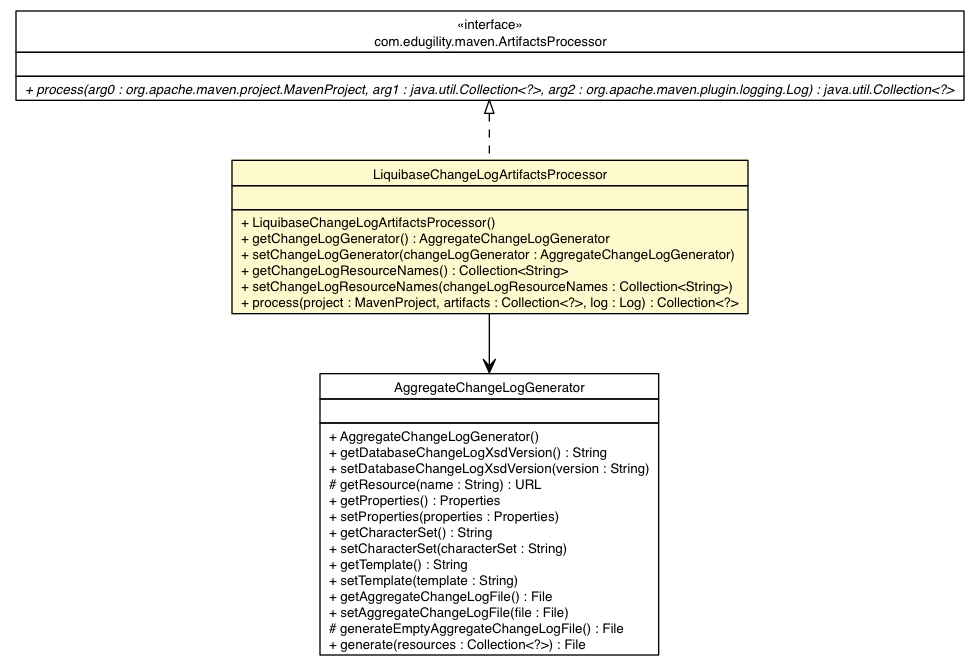 «interface»
com.edugility.maven.ArtifactsProcessor
+ process(arg0 : org.apache.maven.project.MavenProject, arg1 : java.util.Collection<?>, arg2 : org.apache.maven.plugin.logging.Log) : java.util.Collection<?>
LiquibaseChangeLogArtifactsProcessor
+ LiquibaseChangeLogArtifactsProcessor()
+ getChangeLogGenerator() : AggregateChangeLogGenerator
+ setChangeLogGenerator(changeLogGenerator : AggregateChangeLogGenerator)
+ getChangeLogResourceNames() : Collection<String>
+ setChangeLogResourceNames(changeLogResourceNames : Collection<String>)
+ process(project : MavenProject, artifacts : Collection<?>, log : Log) : Collection<?>
AggregateChangeLogGenerator
+ AggregateChangeLogGenerator()
+ getDatabaseChangeLogXsdVersion() : String
+ setDatabaseChangeLogXsdVersion(version : String)
# getResource(name : String) : URL
+ getProperties() : Properties
+ setProperties(properties : Properties)
+ getCharacterSet() : String
+ setCharacterSet(characterSet : String)
+ getTemplate() : String
+ setTemplate(template : String)
+ getAggregateChangeLogFile() : File
+ setAggregateChangeLogFile(file : File)
# generateEmptyAggregateChangeLogFile() : File
+ generate(resources : Collection<?>) : File